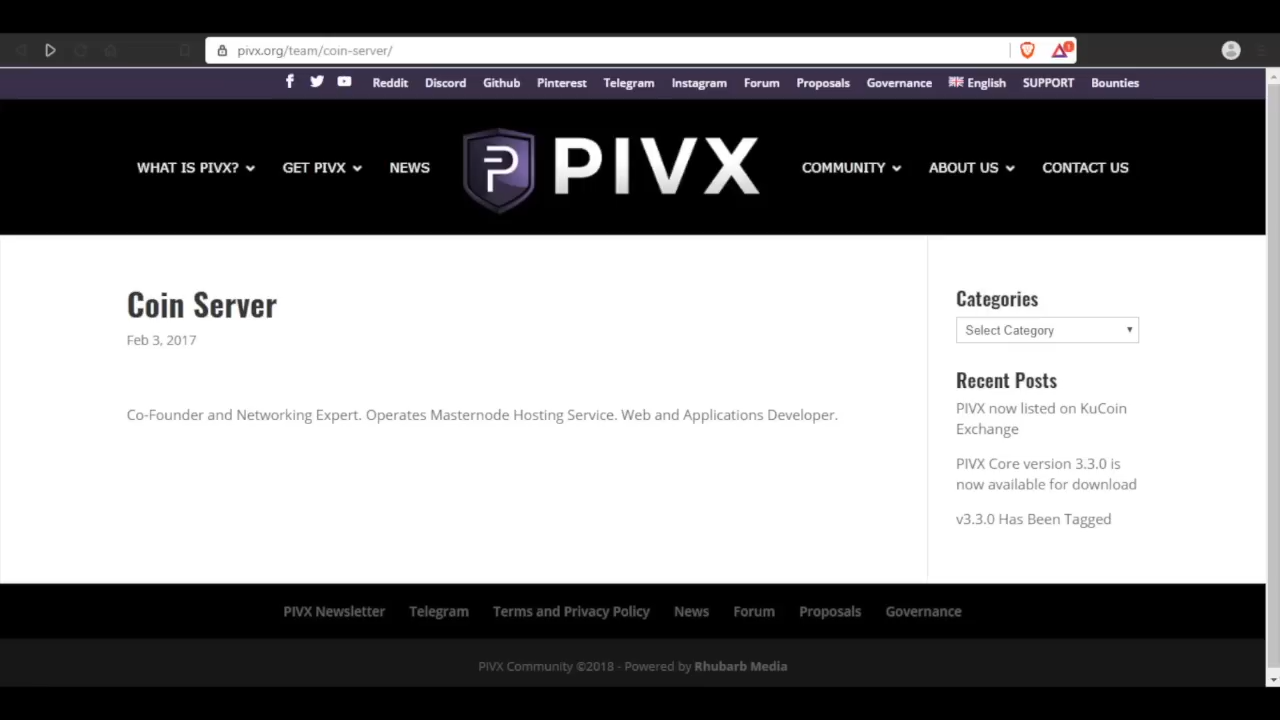 pivx.org/team/coin-server/
1
Reddit Discord Github Pinterest Telegram Instagram Forum Proposals Governance English SUPPORT Bounties
WHAT IS PIVX? GET PIVX NEWS PIVX COMMUNITY ABOUT US CONTACT US
Coin Server
Feb 3, 2017
Co-Founder and Networking Expert. Operates Masternode Hosting Service. Web and Applications Developer.
Categories
Select Category
Recent Posts
PIVX now listed on KuCoin
Exchange
PIVX Core version 3.3.0 is
now available for download
v3.3.0 Has Been Tagged
PIVX Newsletter Telegram Terms and Privacy Policy News Forum Proposals Governance
PIVX Community ©2018 - Powered by Rhubarb Media